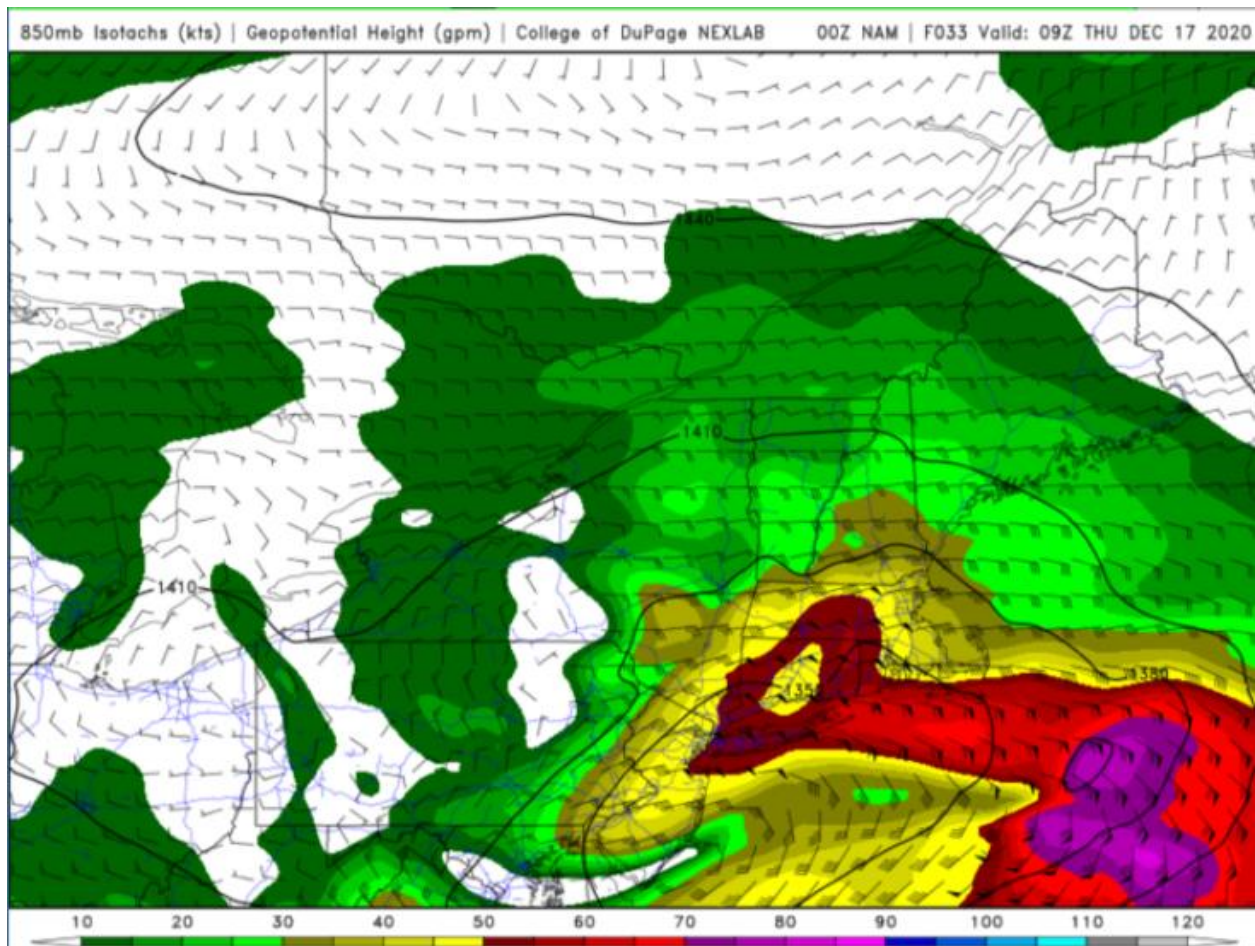 850mb Isotachs (kts) | Geopotential Height (gpm) | College of DuPage NEXLAB 00Z NAM | F033 Valid: 09Z THU DEC 17 2020
1440
1410
1410
1380
10 20 30 40 50 60 70 80 90 100 110 120